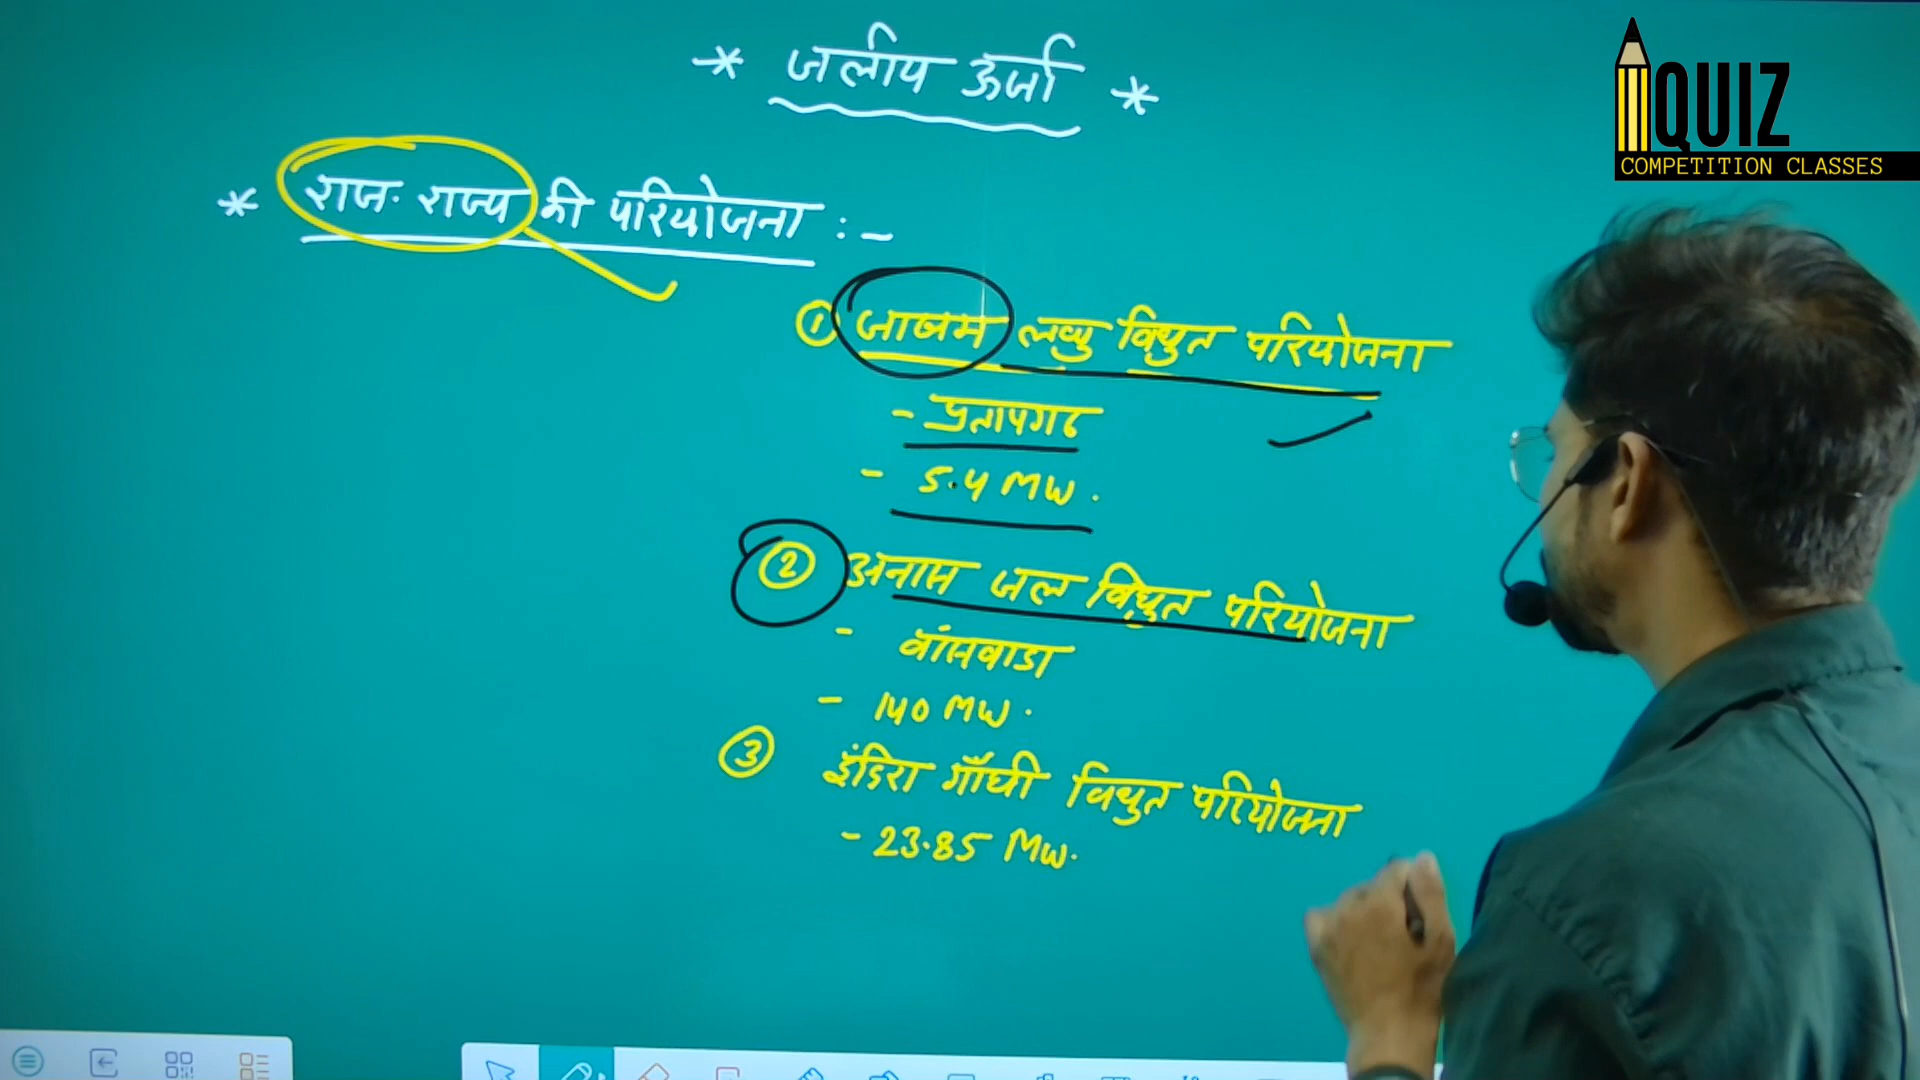 QUIZ
COMPETITION CLASSES
* जलीय ऊर्जा *
* राज. राज्य की परियोजना :-
① जाखम लघु विधुत परियोजना
- प्रतापगढ
- 5.4 MW.
② अनास जल विधुत परियोजना
- बांसवाडा
- 140 MW.
③ इंदिरा गाँधी विधुत परियोजना
- 23.85 MW.